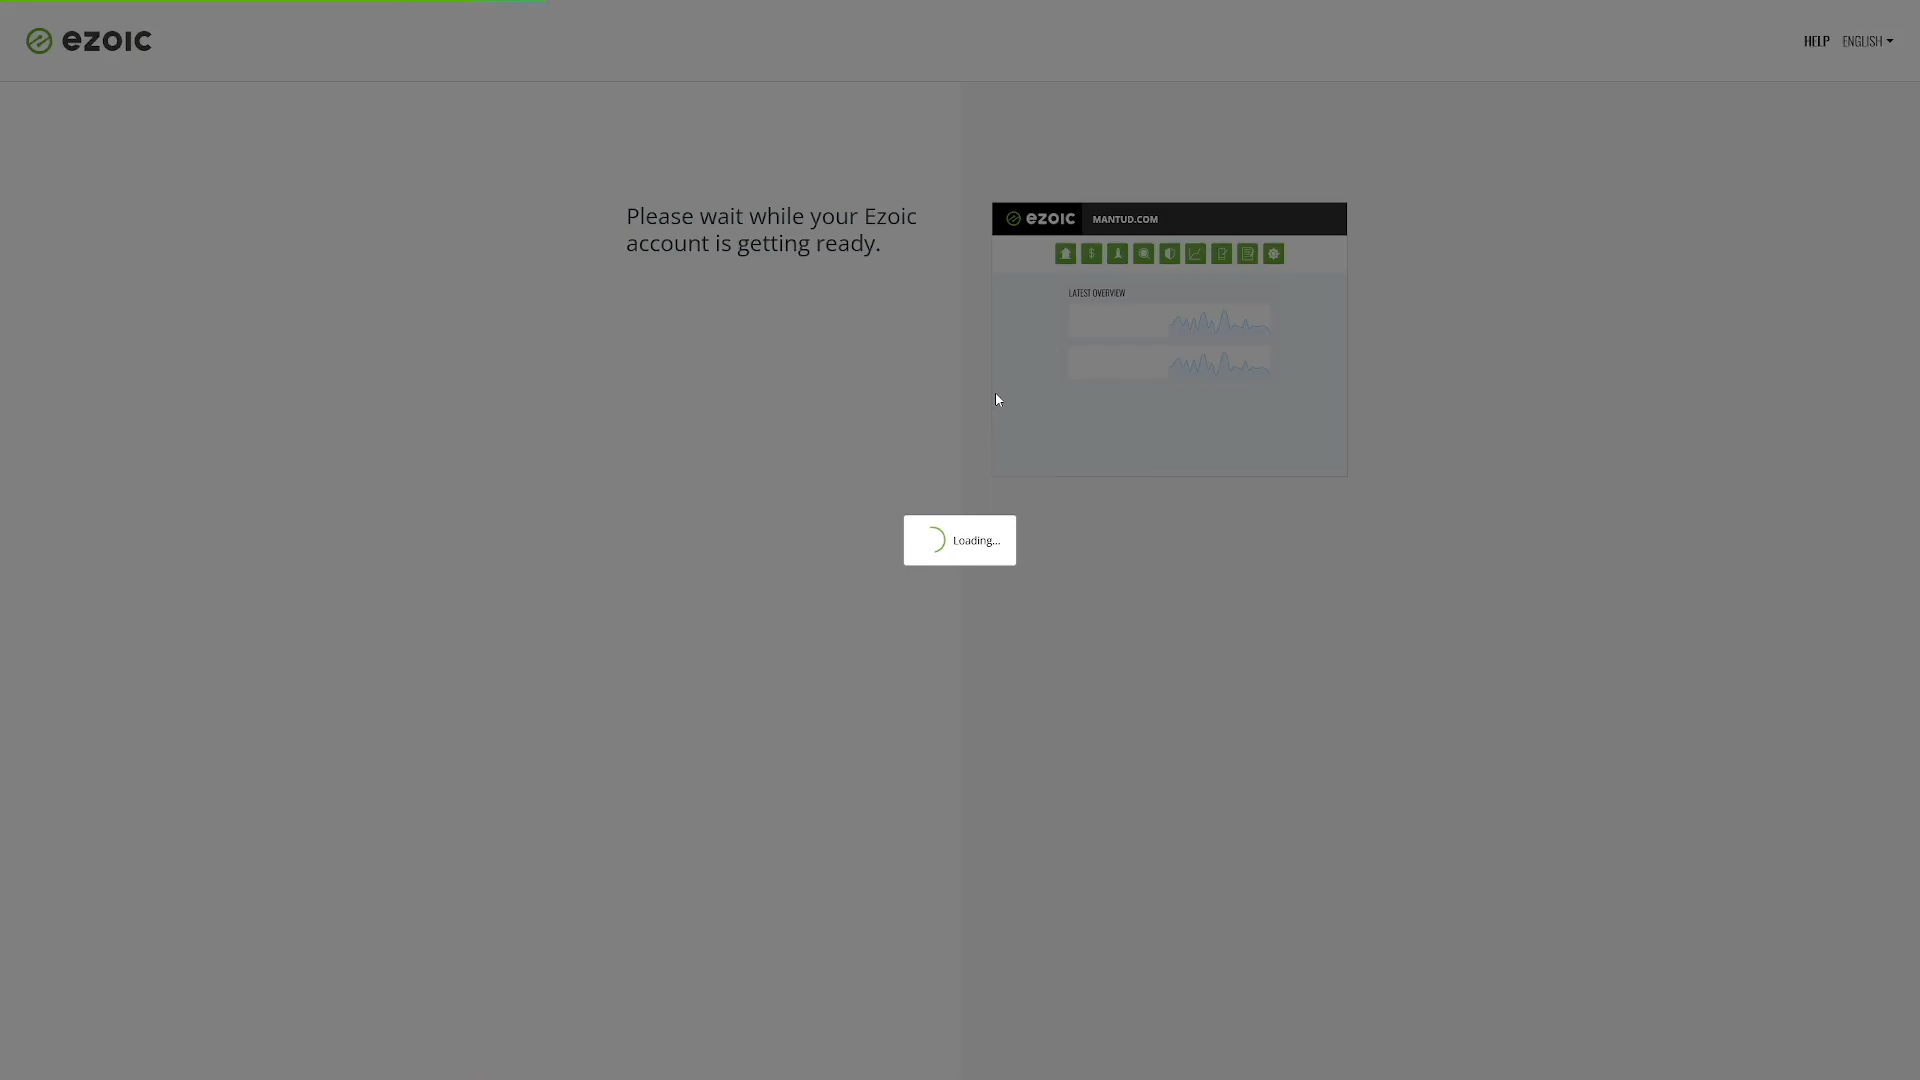 ezoic
HELP ENGLISH
Please wait while your Ezoic
account is getting ready.
ezoic MANTUD.COM
LATEST OVERVIEW
Loading...